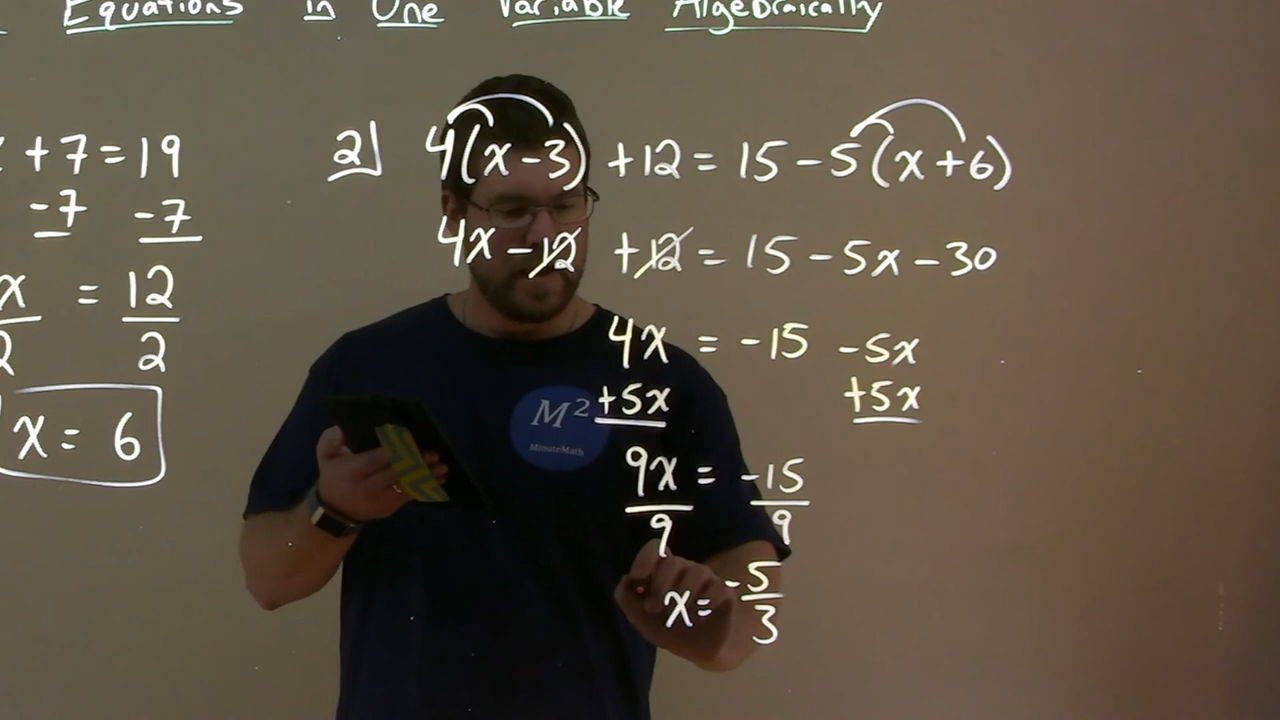 Equations in One Variable Algebraically
+7=19
-7 -7
x = 12
2 2
x = 6
2) 4(x-3) +12 = 15 -5(x+6)
4x -12 +12 = 15 -5x -30
4x = -15 -5x
+5x +5x
9x = -15
9 9
x = -5
3
M²
MinuteMath